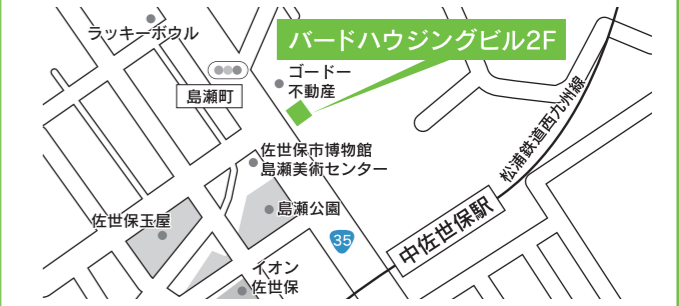 ラッキーボウル
バードハウジングビル2F
ゴードー
不動産
島瀬町
佐世保市博物館
島瀬美術センター
松浦鉄道西九州線
島瀬公園
佐世保玉屋
35
中佐世保駅
イオン
佐世保